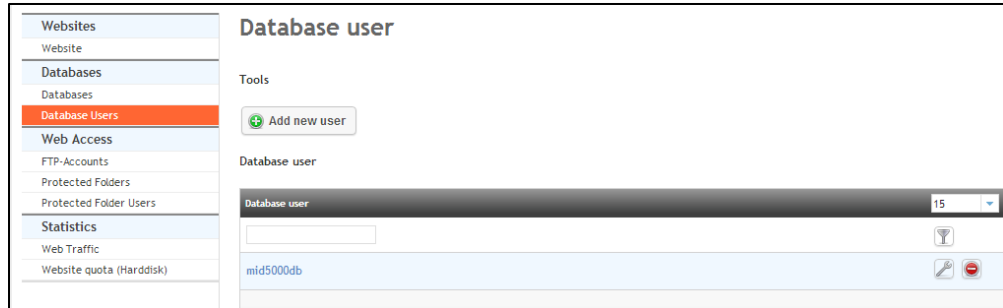 Websites
Website
Databases
Databases
Database Users
Web Access
FTP-Accounts
Protected Folders
Protected Folder Users
Statistics
Web Traffic
Website quota (Harddisk)
Database user
Tools
Add new user
Database user
Database user
15
mid5000db